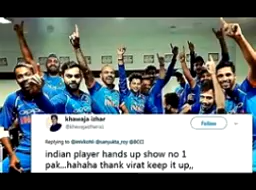 khawaja-izhar
Follow
Replying to @imVkohli @sanyukta_roy @BCCI
indian player hands up show no 1
pak...hahaha thank virat keep it up,,